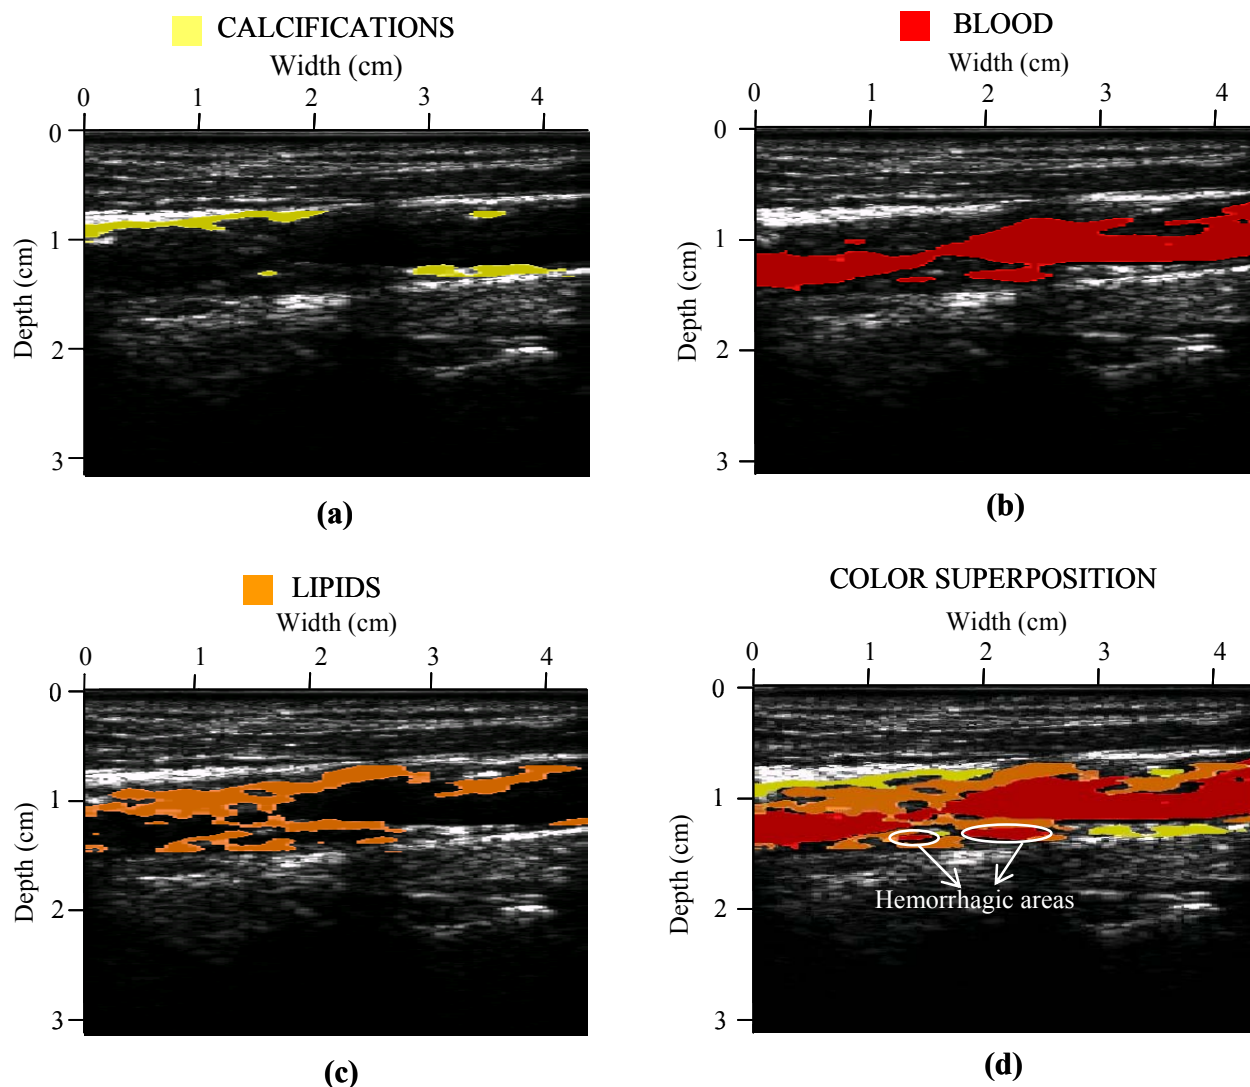 CALCIFICATIONS
Width (cm)
0 1 2 3 4
0
1
2
3
Depth (cm)
(a)
BLOOD
Width (cm)
0 1 2 3 4
0
1
2
3
Depth (cm)
(b)
LIPIDS
Width (cm)
0 1 2 3 4
0
1
2
3
Depth (cm)
(c)
COLOR SUPERPOSITION
Width (cm)
0 1 2 3 4
0
1
2
3
Depth (cm)
Hemorrhagic areas
(d)